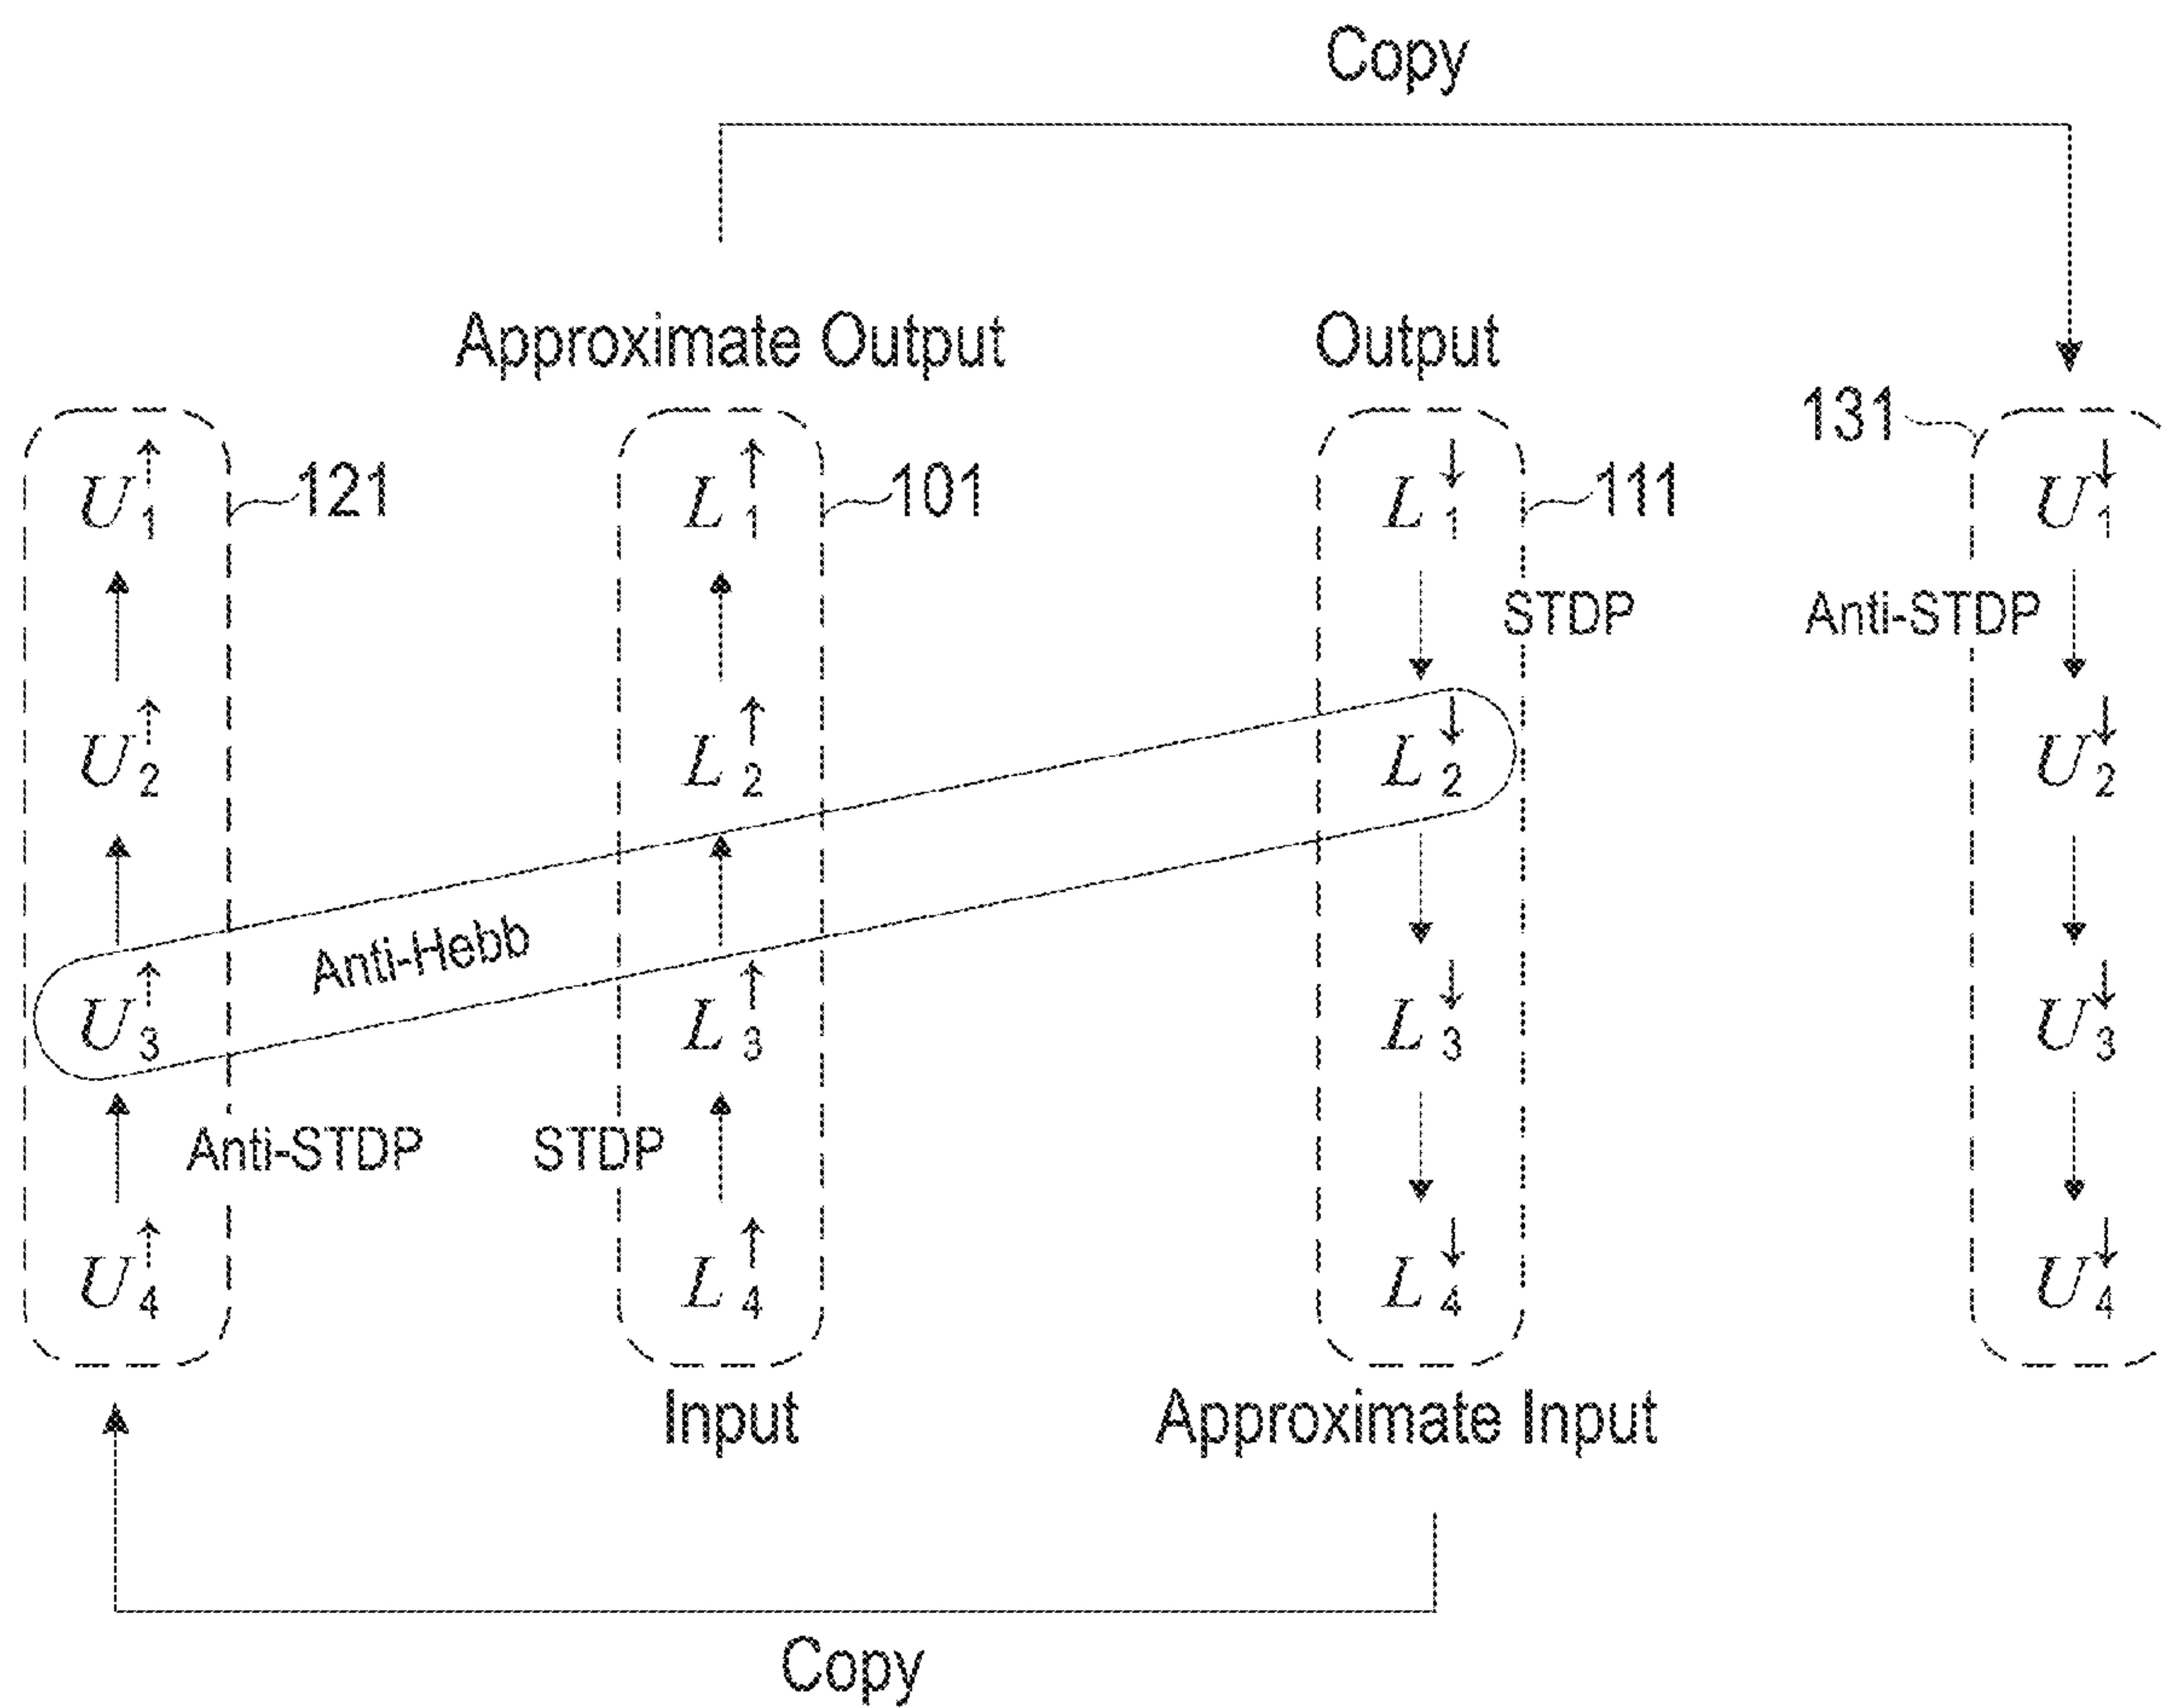 Copy
Approximate Output
Output
U↑1
121
L↑1
101
L↓1
111
131
U↓1
STDP
Anti-STDP
U↑2
L↑2
L↓2
U↓2
Anti-Hebb
U↑3
L↑3
L↓3
U↓3
Anti-STDP
STDP
U↑4
L↑4
L↓4
U↓4
Input
Approximate Input
Copy